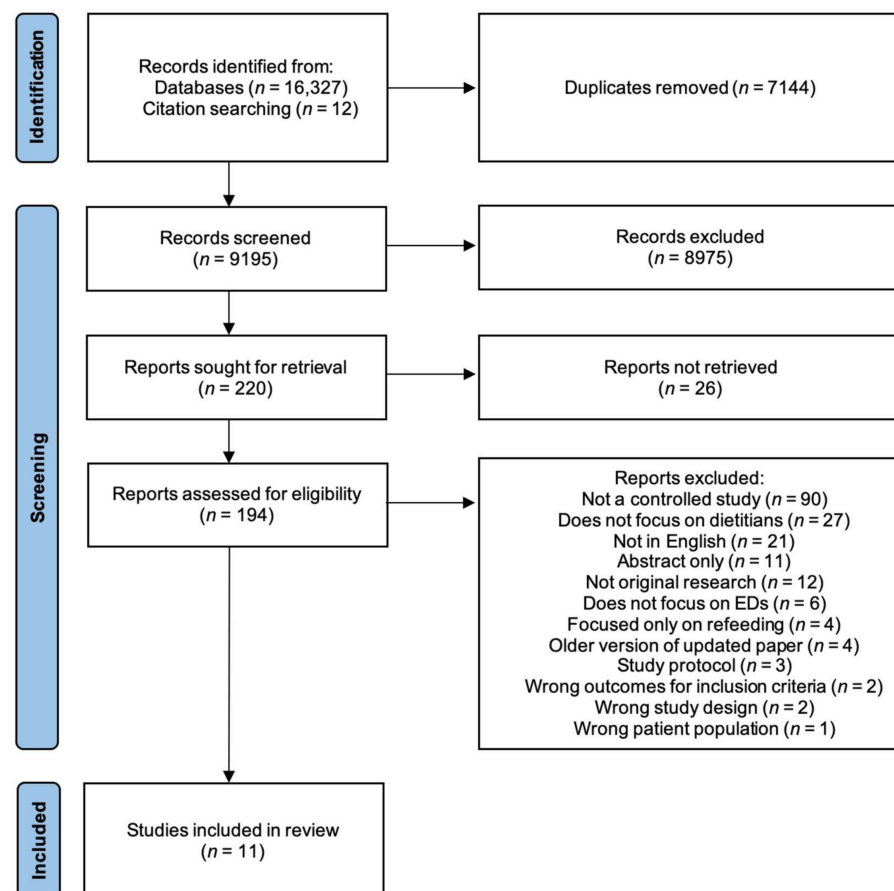 Identification
Records identified from:
Databases (n = 16,327)
Citation searching (n = 12)
Duplicates removed (n = 7144)
Screening
Records screened
(n = 9195)
Records excluded
(n = 8975)
Reports sought for retrieval
(n = 220)
Reports not retrieved
(n = 26)
Reports assessed for eligibility
(n = 194)
Reports excluded:
Not a controlled study (n = 90)
Does not focus on dietitians (n = 27)
Not in English (n = 21)
Abstract only (n = 11)
Not original research (n = 12)
Does not focus on EDs (n = 6)
Focused only on refeeding (n = 4)
Older version of updated paper (n = 4)
Study protocol (n = 3)
Wrong outcomes for inclusion criteria (n = 2)
Wrong study design (n = 2)
Wrong patient population (n = 1)
Included
Studies included in review
(n = 11)